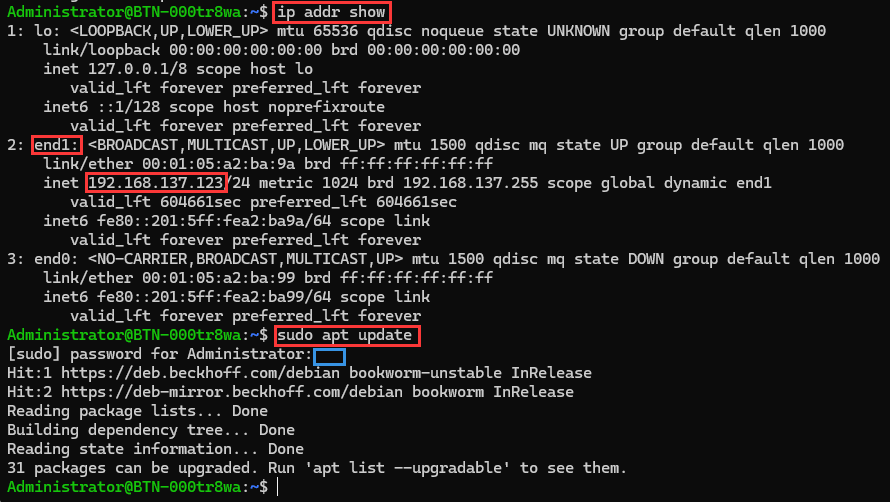 Administrator@BTN-000tr8wa:~$ ip addr show
1: lo: <LOOPBACK,UP,LOWER_UP> mtu 65536 qdisc noqueue state UNKNOWN group default qlen 1000
    link/loopback 00:00:00:00:00:00 brd 00:00:00:00:00:00
    inet 127.0.0.1/8 scope host lo
       valid_lft forever preferred_lft forever
    inet6 ::1/128 scope host noprefixroute
       valid_lft forever preferred_lft forever
2: end1: <BROADCAST,MULTICAST,UP,LOWER_UP> mtu 1500 qdisc mq state UP group default qlen 1000
    link/ether 00:01:05:a2:ba:9a brd ff:ff:ff:ff:ff:ff
    inet 192.168.137.123/24 metric 1024 brd 192.168.137.255 scope global dynamic end1
       valid_lft 604661sec preferred_lft 604661sec
    inet6 fe80::201:5ff:fea2:ba9a/64 scope link
       valid_lft forever preferred_lft forever
3: end0: <NO-CARRIER,BROADCAST,MULTICAST,UP> mtu 1500 qdisc mq state DOWN group default qlen 1000
    link/ether 00:01:05:a2:ba:99 brd ff:ff:ff:ff:ff:ff
    inet6 fe80::201:5ff:fea2:ba99/64 scope link
       valid_lft forever preferred_lft forever
Administrator@BTN-000tr8wa:~$ sudo apt update
[sudo] password for Administrator:
Hit:1 https://deb.beckhoff.com/debian bookworm-unstable InRelease
Hit:2 https://deb-mirror.beckhoff.com/debian bookworm InRelease
Reading package lists... Done
Building dependency tree... Done
Reading state information... Done
31 packages can be upgraded. Run 'apt list --upgradable' to see them.
Administrator@BTN-000tr8wa:~$